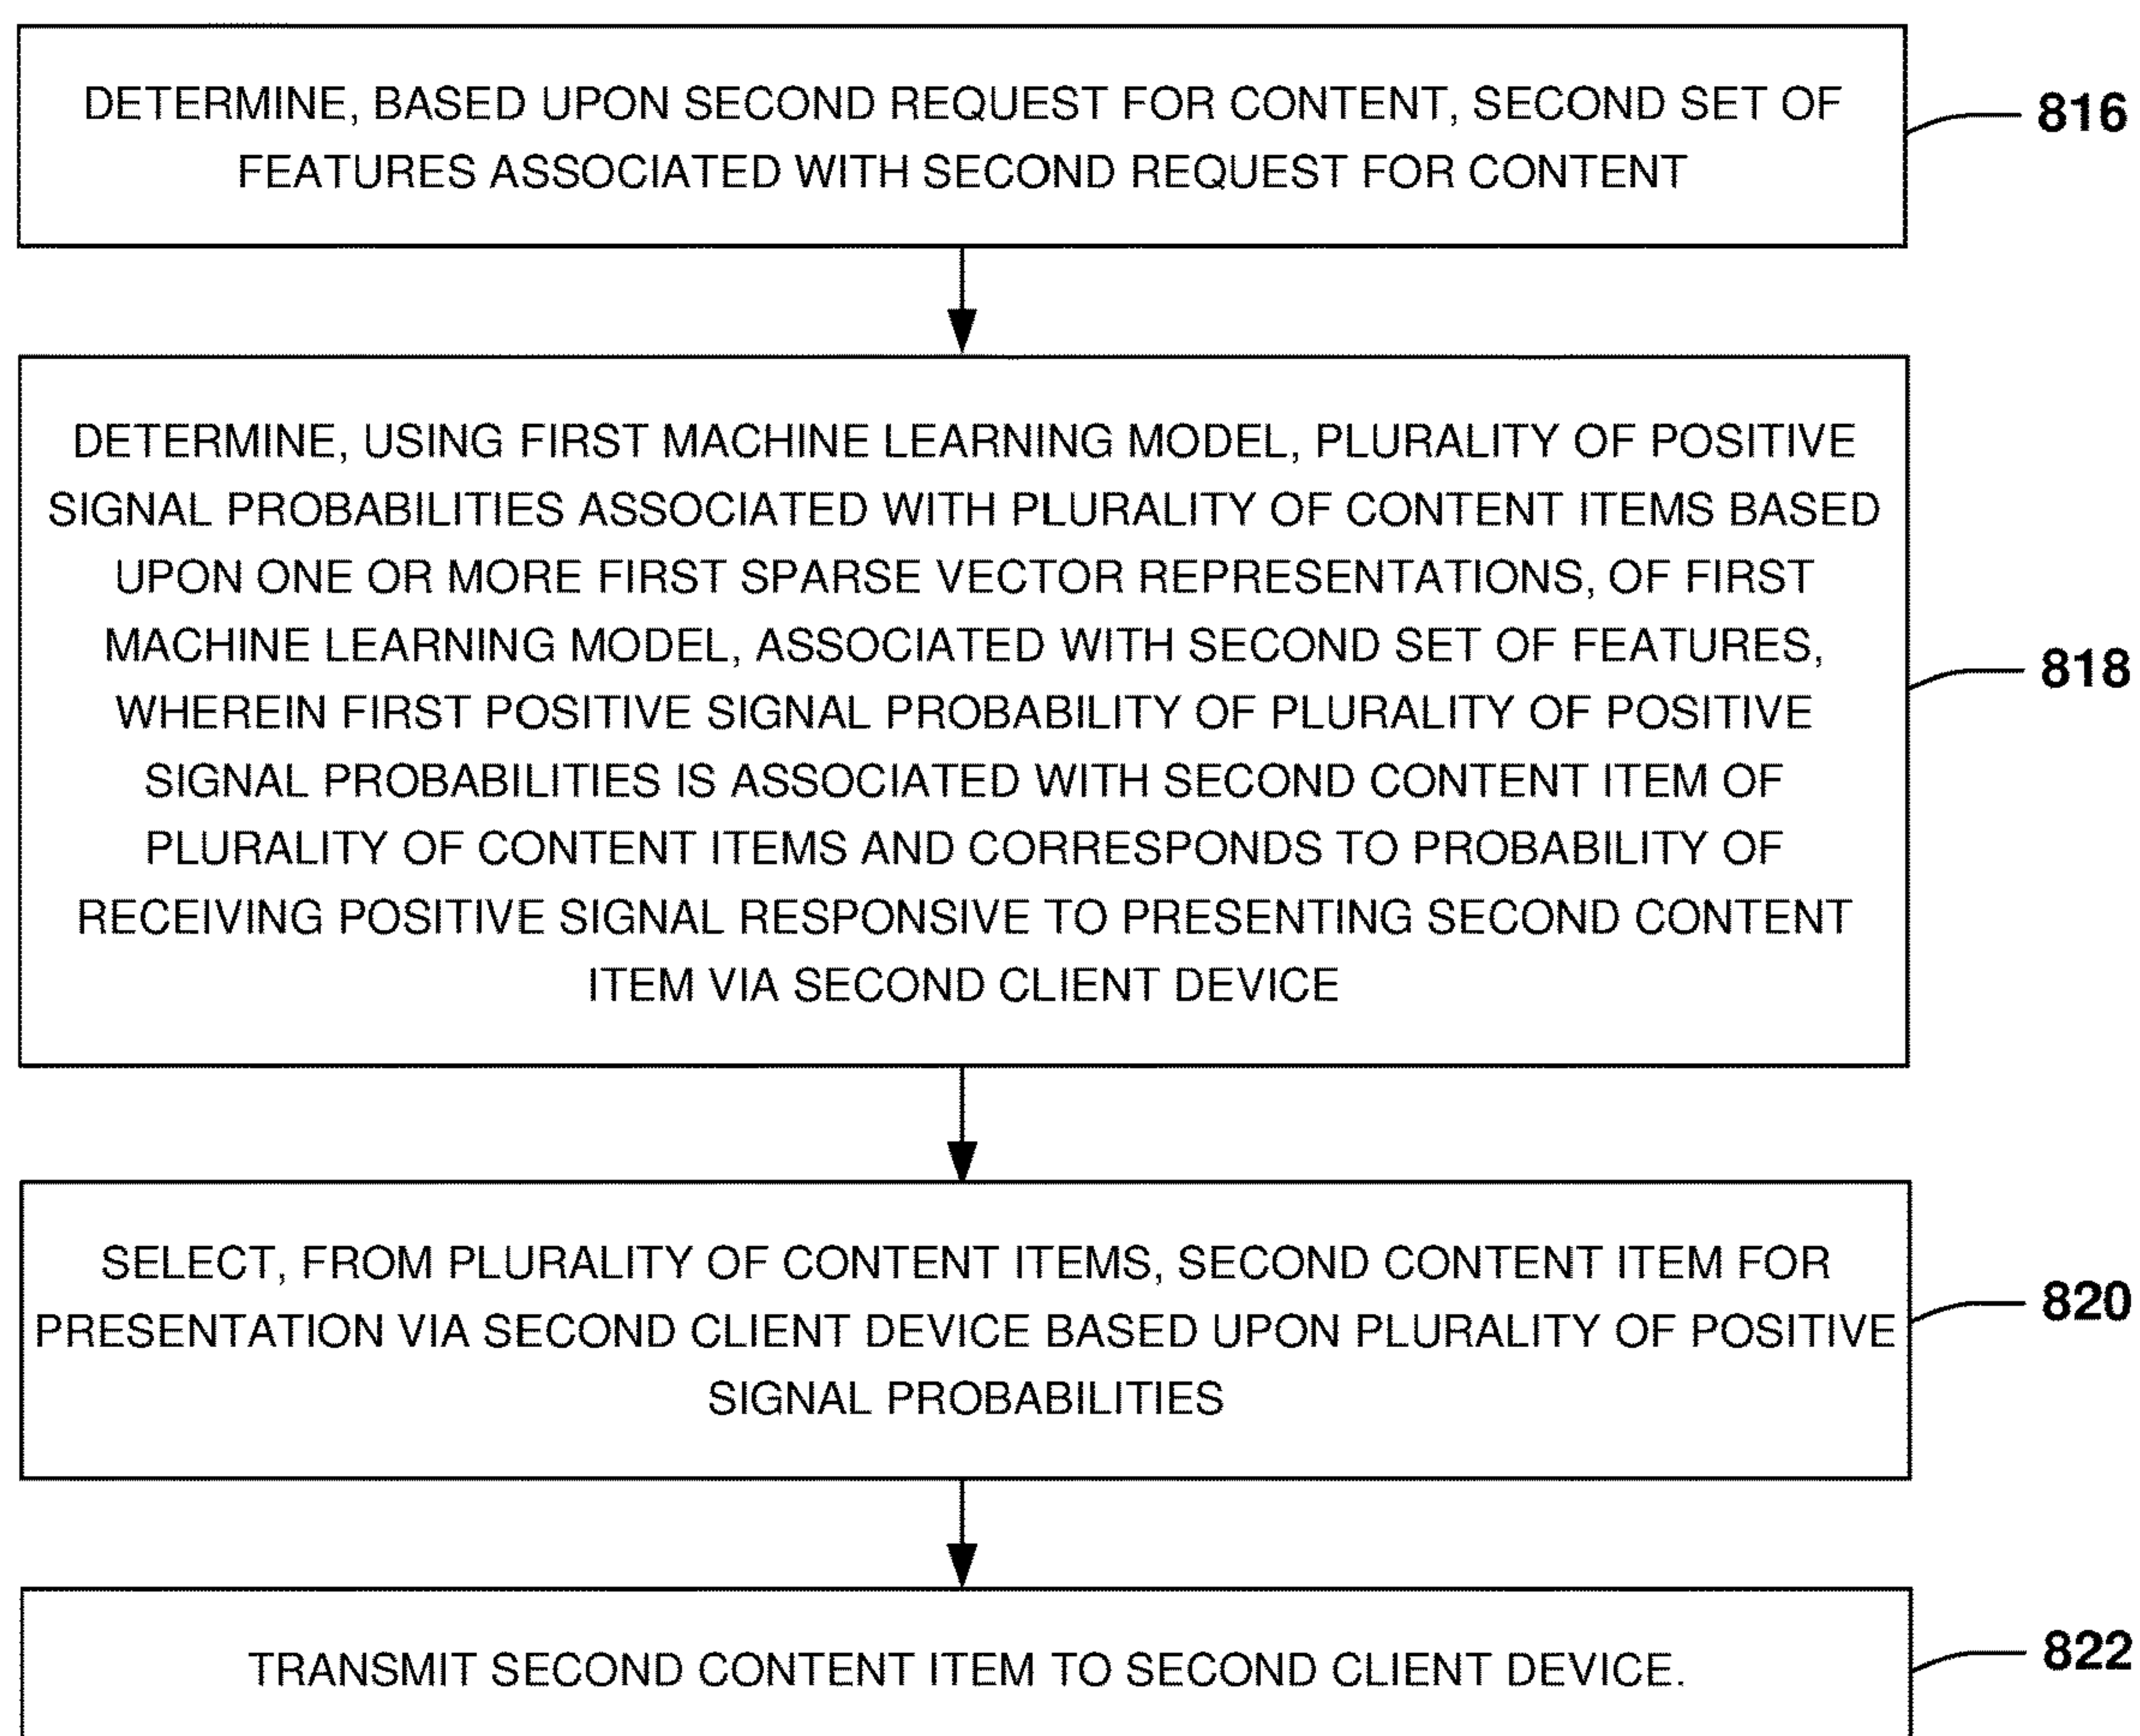 DETERMINE, BASED UPON SECOND REQUEST FOR CONTENT, SECOND SET OF
FEATURES ASSOCIATED WITH SECOND REQUEST FOR CONTENT
816
DETERMINE, USING FIRST MACHINE LEARNING MODEL, PLURALITY OF POSITIVE
SIGNAL PROBABILITIES ASSOCIATED WITH PLURALITY OF CONTENT ITEMS BASED
UPON ONE OR MORE FIRST SPARSE VECTOR REPRESENTATIONS, OF FIRST
MACHINE LEARNING MODEL, ASSOCIATED WITH SECOND SET OF FEATURES,
WHEREIN FIRST POSITIVE SIGNAL PROBABILITY OF PLURALITY OF POSITIVE
SIGNAL PROBABILITIES IS ASSOCIATED WITH SECOND CONTENT ITEM OF
PLURALITY OF CONTENT ITEMS AND CORRESPONDS TO PROBABILITY OF
RECEIVING POSITIVE SIGNAL RESPONSIVE TO PRESENTING SECOND CONTENT
ITEM VIA SECOND CLIENT DEVICE
818
SELECT, FROM PLURALITY OF CONTENT ITEMS, SECOND CONTENT ITEM FOR
PRESENTATION VIA SECOND CLIENT DEVICE BASED UPON PLURALITY OF POSITIVE
SIGNAL PROBABILITIES
820
TRANSMIT SECOND CONTENT ITEM TO SECOND CLIENT DEVICE.
822